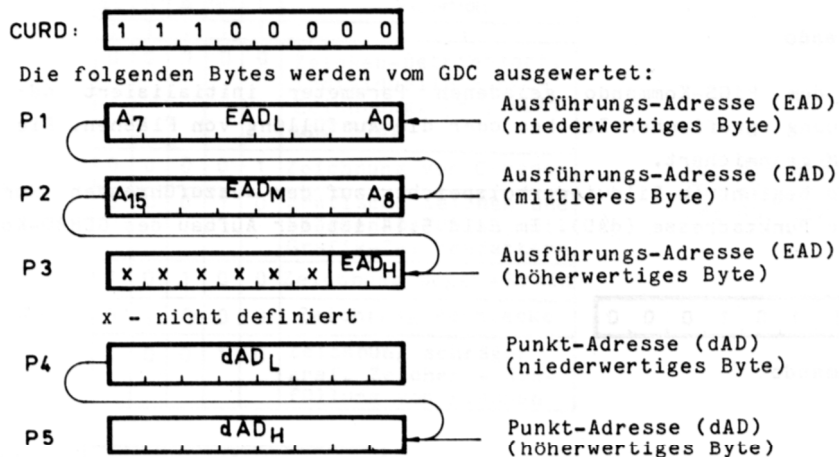 CURD: 1 1 1 0 0 0 0 0
Die folgenden Bytes werden vom GDC ausgewertet:
P1 A7 EADL A0 Ausführungs-Adresse (EAD)
(niederwertiges Byte)
P2 A15 EADM A8 Ausführungs-Adresse (EAD)
(mittleres Byte)
P3 x x x x x x EADH Ausführungs-Adresse (EAD)
(höherwertiges Byte)
x - nicht definiert
P4 dADL Punkt-Adresse (dAD)
(niederwertiges Byte)
P5 dADH Punkt-Adresse (dAD)
(höherwertiges Byte)